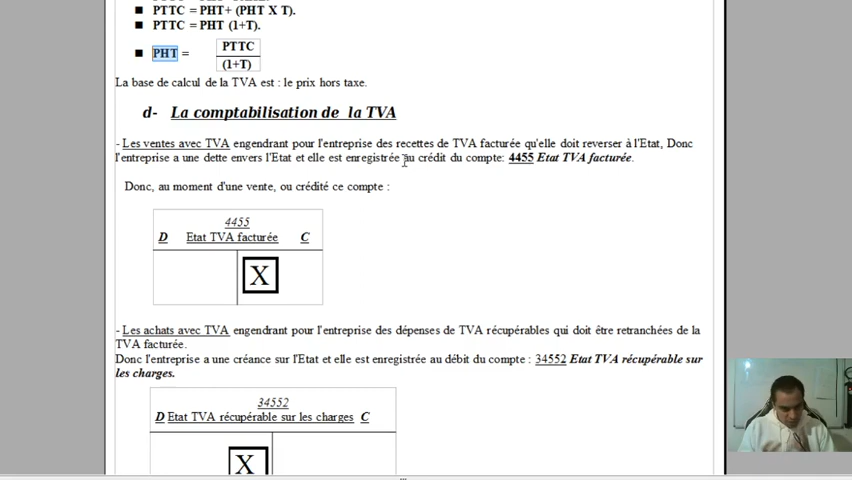 PTTC = PHT+ (PHT X T).
PTTC = PHT (1+T).
PHT = PTTC
(1+T)
La base de calcul de la TVA est : le prix hors taxe.
d- La comptabilisation de la TVA
- Les ventes avec TVA engendrant pour l'entreprise des recettes de TVA facturée qu'elle doit reverser à l'Etat, Donc
l'entreprise a une dette envers l'Etat et elle est enregistrée au crédit du compte: 4455 Etat TVA facturée.
Donc, au moment d'une vente, ou crédité ce compte :
4455
D Etat TVA facturée C
X
- Les achats avec TVA engendrant pour l'entreprise des dépenses de TVA récupérables qui doit être retranchées de la
TVA facturée.
Donc l'entreprise a une créance sur l'Etat et elle est enregistrée au débit du compte : 34552 Etat TVA récupérable sur
les charges.
34552
D Etat TVA récupérable sur les charges C
X